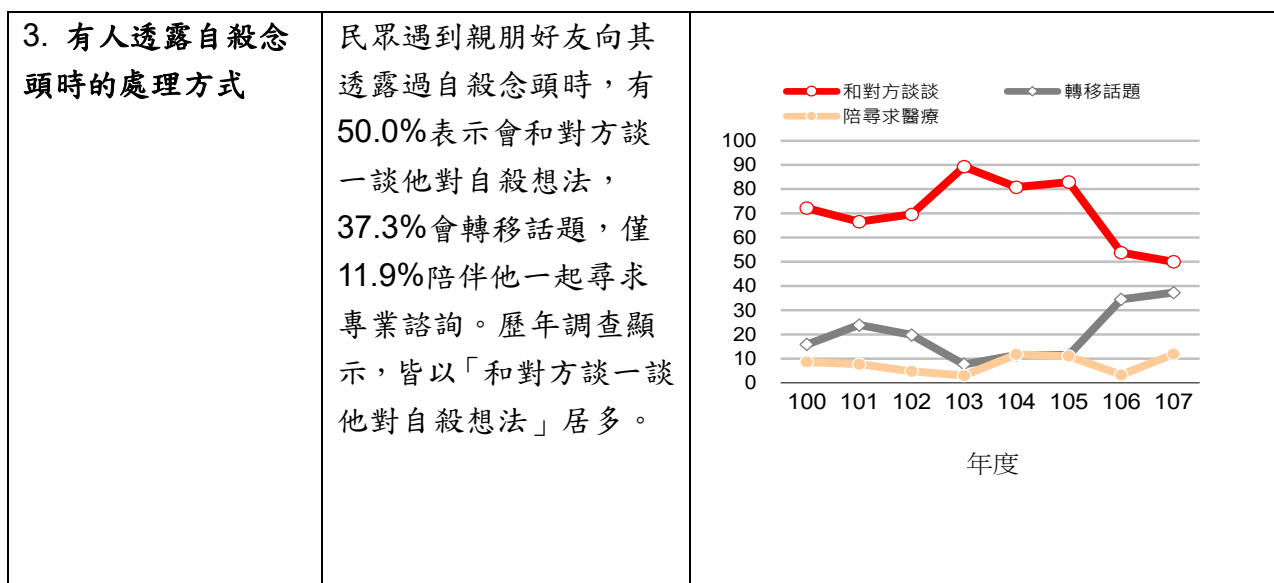 3. 有人透露自殺念
頭時的處理方式
民眾遇到親朋好友向其
透露過自殺念頭時，有
50.0%表示會和對方談
一談他對自殺想法，
37.3%會轉移話題，僅
11.9%陪伴他一起尋求
專業諮詢。歷年調查顯
示，皆以「和對方談一談
他對自殺想法」居多。
和對方談談 轉移話題
陪尋求醫療
100
90
80
70
60
50
40
30
20
10
0
100 101 102 103 104 105 106 107
年度